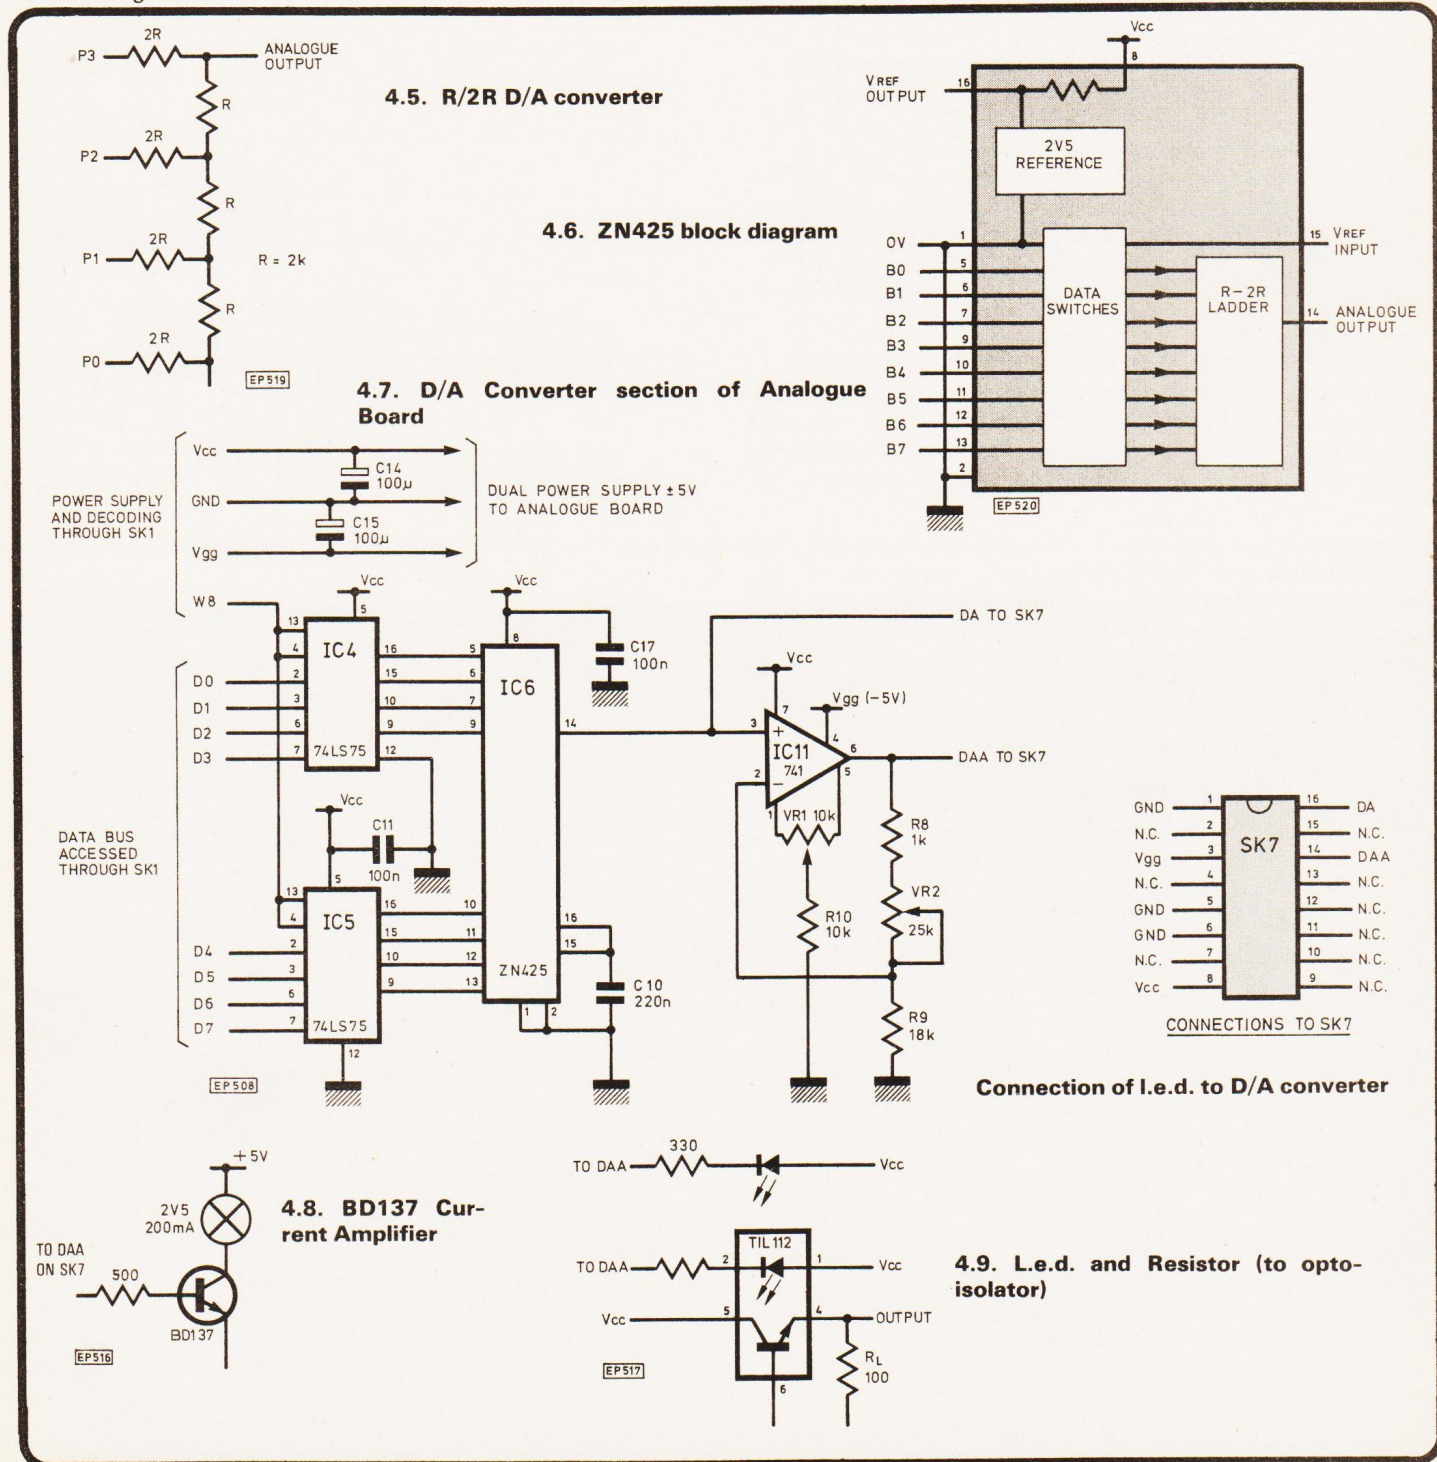 P3
2R
ANALOGUE
OUTPUT
R
P2
2R
R
P1
2R
R = 2k
R
P0
2R
EP519
4.5. R/2R D/A converter
4.6. ZN425 block diagram
Vcc
8
VREF
OUTPUT
16
2V5
REFERENCE
0V
1
B0
5
B1
6
B2
7
B3
9
B4
10
B5
11
B6
12
B7
13
2
DATA
SWITCHES
R-2R
LADDER
15
VREF
INPUT
14
ANALOGUE
OUTPUT
EP520
4.7. D/A Converter section of Analogue
Board
POWER SUPPLY
AND DECODING
THROUGH SK1
Vcc
C14
100µ
GND
C15
100µ
Vgg
DUAL POWER SUPPLY ±5V
TO ANALOGUE BOARD
W8
Vcc
5
13
4
IC4
D0
2
D1
3
D2
6
D3
7
74LS75
16
15
10
9
12
5
6
7
9
Vcc
8
IC6
C17
100n
14
DA TO SK7
Vcc
7
3
+
IC11
741
2
−
Vgg (−5V)
4
6
5
1
DAA TO SK7
VR1 10k
R8
1k
VR2
25k
R10
10k
R9
18k
DATA BUS
ACCESSED
THROUGH SK1
Vcc
C11
100n
5
13
4
IC5
D4
2
D5
3
D6
6
D7
7
74LS75
12
16
15
10
9
10
11
12
13
ZN425
16
15
1
2
C10
220n
EP508
GND
1
N.C.
2
Vgg
3
N.C.
4
GND
5
GND
6
N.C.
7
Vcc
8
SK7
16
DA
15
N.C.
14
DAA
13
N.C.
12
N.C.
11
N.C.
10
N.C.
9
N.C.
CONNECTIONS TO SK7
Connection of l.e.d. to D/A converter
+5V
2V5
200mA
TO DAA
ON SK7
500
BD137
EP516
4.8. BD137 Cur-
rent Amplifier
TO DAA
330
Vcc
TIL112
TO DAA
2
1
Vcc
Vcc
5
4
OUTPUT
6
RL
100
EP517
4.9. L.e.d. and Resistor (to opto-
isolator)